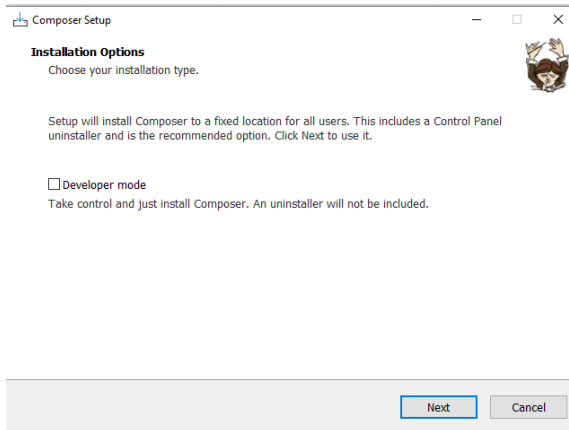 Composer Setup
Installation Options
Choose your installation type.
Setup will install Composer to a fixed location for all users. This includes a Control Panel
uninstaller and is the recommended option. Click Next to use it.
Developer mode
Take control and just install Composer. An uninstaller will not be included.
Next
Cancel